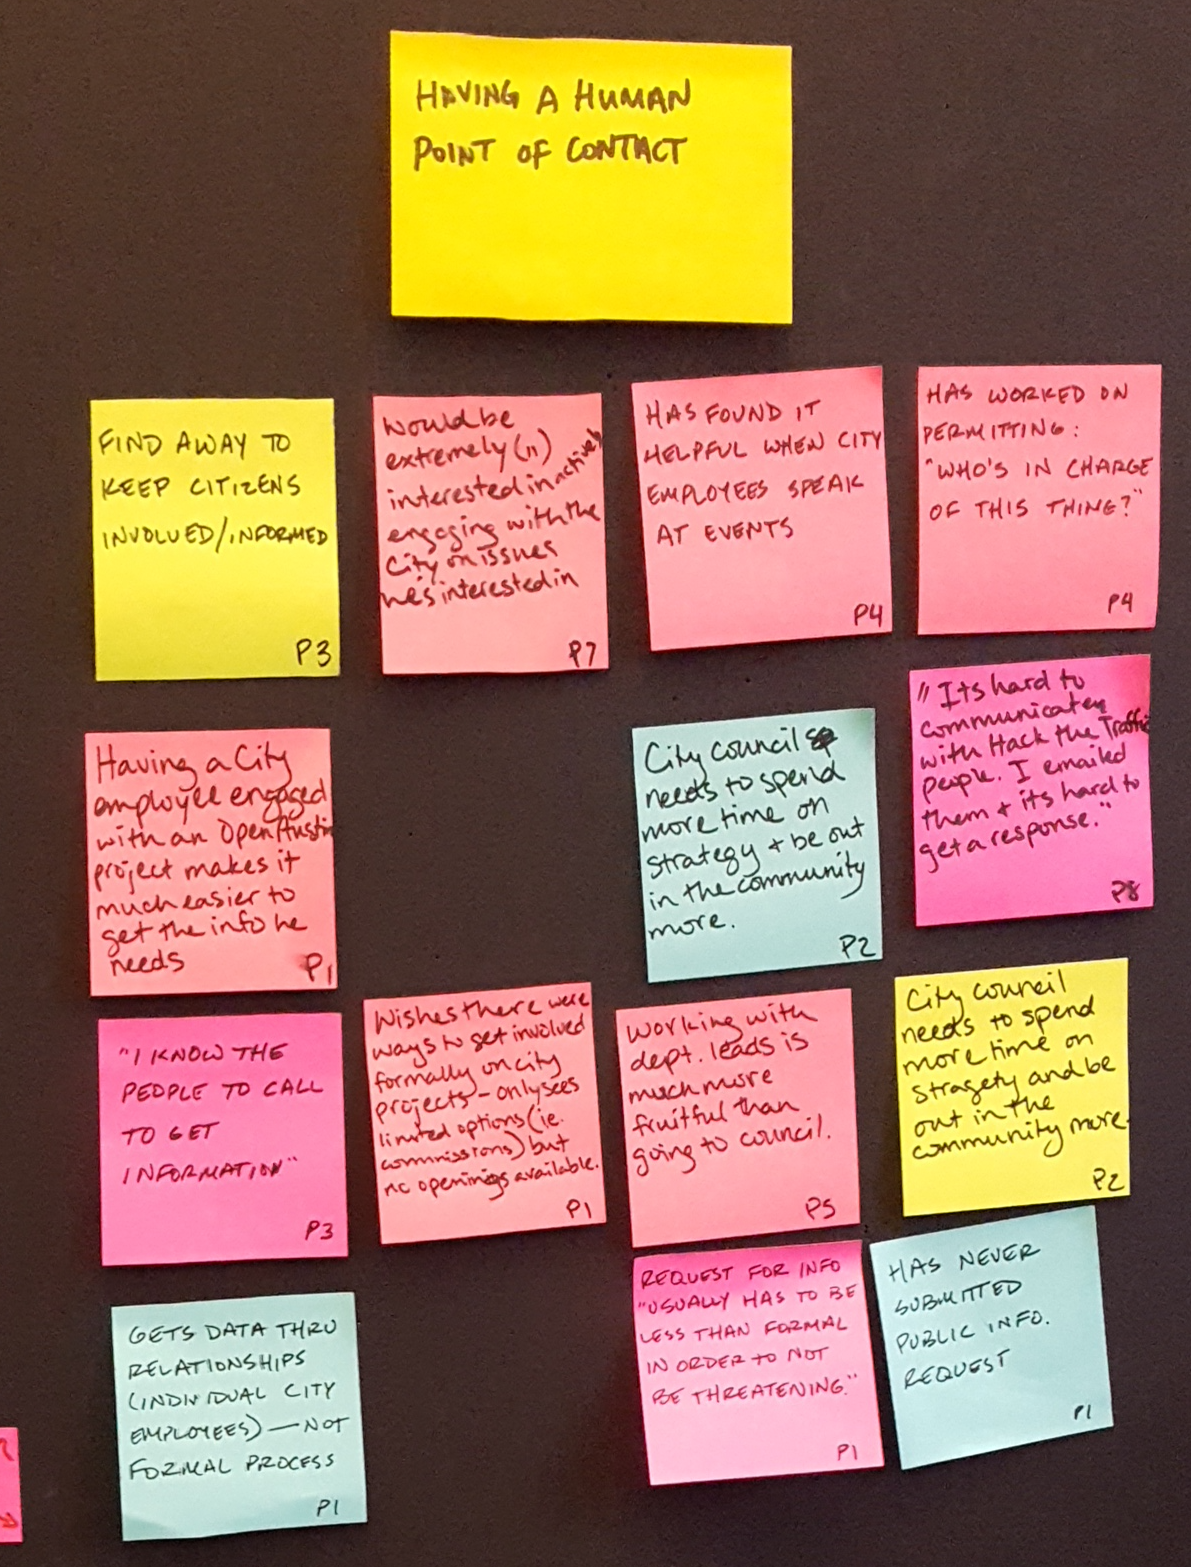 HAVING A HUMAN
POINT OF CONTACT
FIND A WAY TO
KEEP CITIZENS
INVOLVED/INFORMED
P3
Would be
extremely (11)
interested in actively
engaging with the
City on issues
he's interested in
P7
HAS FOUND IT
HELPFUL WHEN CITY
EMPLOYEES SPEAK
AT EVENTS
P4
HAS WORKED ON
PERMITTING:
"WHO'S IN CHARGE
OF THIS THING?"
P4
Having a City
employee engaged
with an Open Austin
project makes it
much easier to
get the info he
needs
P1
City council
needs to spend
more time on
strategy + be out
in the community
more.
P2
"Its hard to
communicate
with Hack the Traffic
people. I emailed
them + its hard to
get a response."
P8
"I KNOW THE
PEOPLE TO CALL
TO GET
INFORMATION"
P3
Wishes there were
ways to get involved
formally on city
projects - only sees
limited options (ie.
commissions) but
no openings available.
P1
Working with
dept. leads is
much more
fruitful than
going to council.
P5
City council
needs to spend
more time on
stragety and be
out in the
community more.
P2
GETS DATA THRU
RELATIONSHIPS
(INDIVIDUAL CITY
EMPLOYEES) — NOT
FORMAL PROCESS
P1
REQUEST FOR INFO
"USUALLY HAS TO BE
LESS THAN FORMAL
IN ORDER TO NOT
BE THREATENING."
P1
HAS NEVER
SUBMITTED
PUBLIC INFO.
REQUEST
P1